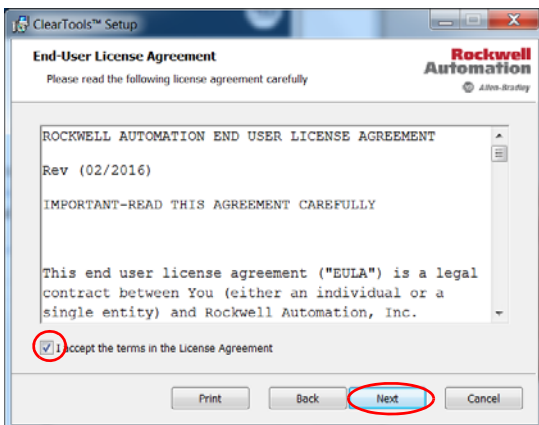 ClearTools™ Setup
End-User License Agreement
Please read the following license agreement carefully
Rockwell
Automation
Allen-Bradley
ROCKWELL AUTOMATION END USER LICENSE AGREEMENT
Rev (02/2016)
IMPORTANT-READ THIS AGREEMENT CAREFULLY
This end user license agreement ("EULA") is a legal
contract between You (either an individual or a
single entity) and Rockwell Automation, Inc.
I accept the terms in the License Agreement
Print Back Next Cancel